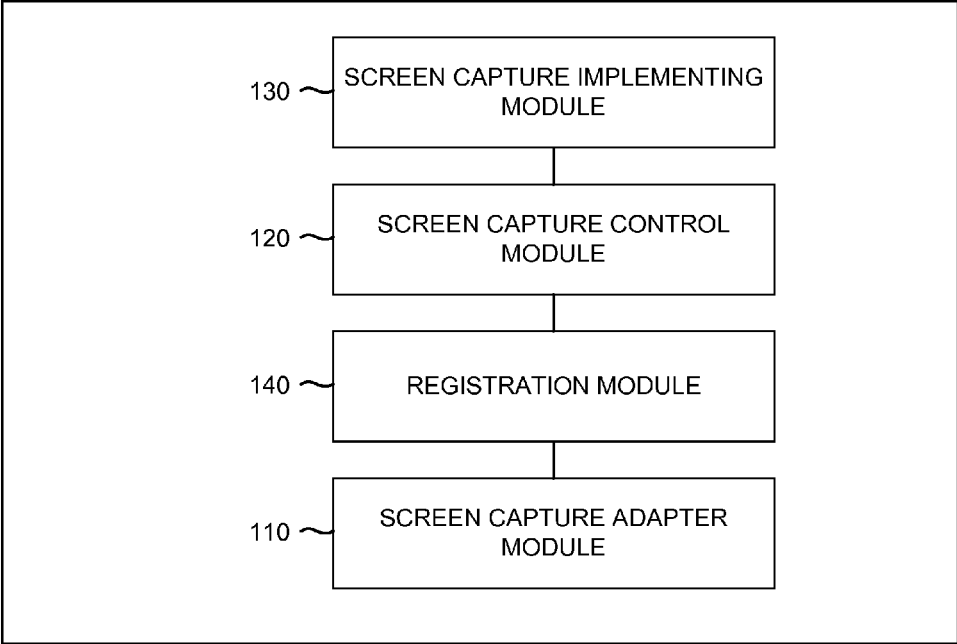 130
SCREEN CAPTURE IMPLEMENTING
MODULE
120
SCREEN CAPTURE CONTROL
MODULE
140
REGISTRATION MODULE
110
SCREEN CAPTURE ADAPTER
MODULE